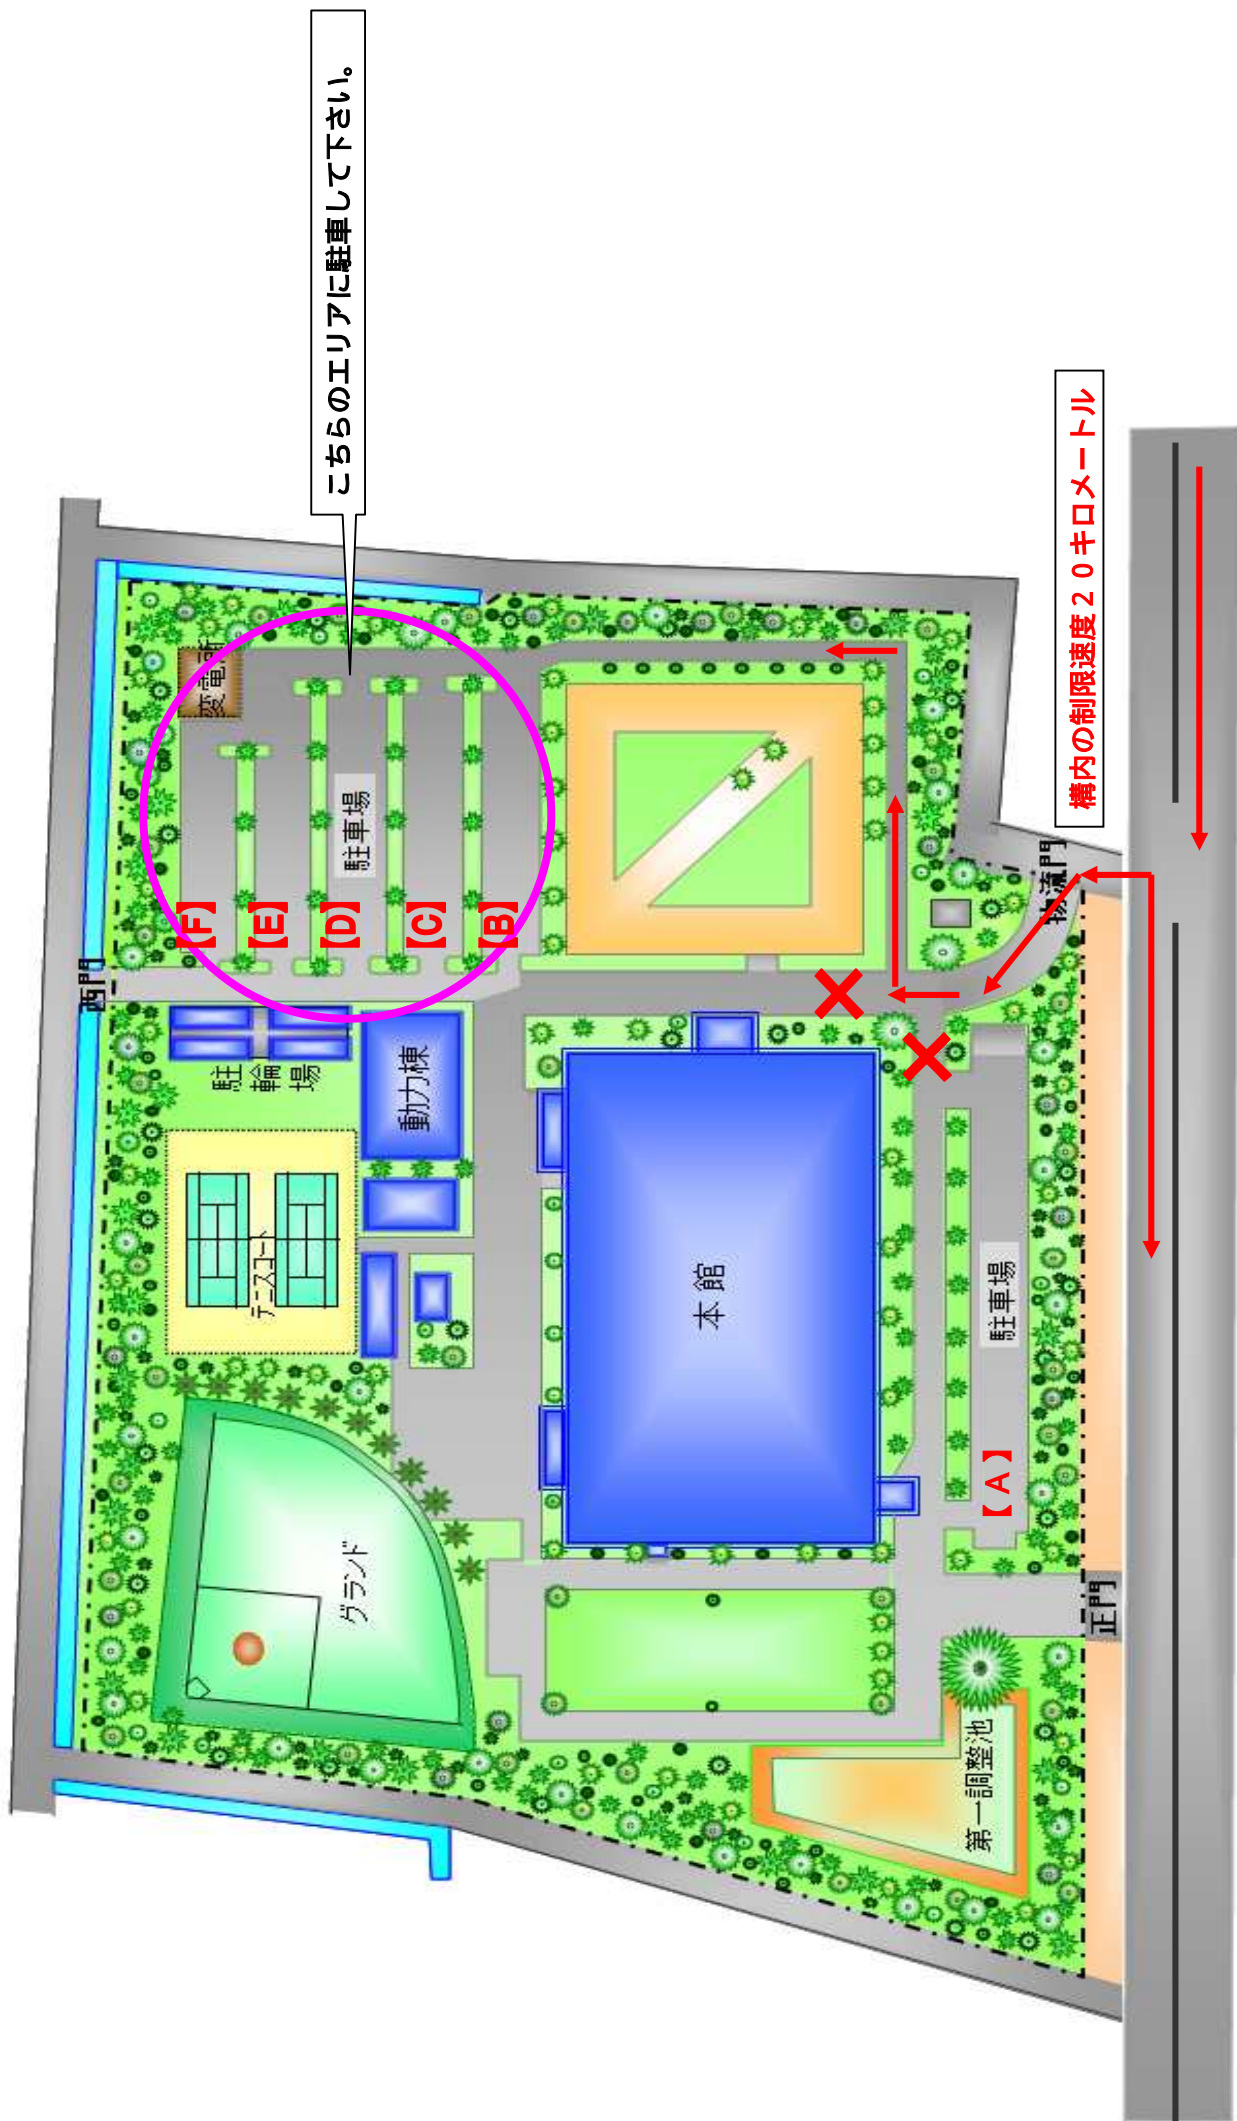 こちらのエリアに駐車して下さい。
構内の制限速度２０キロメートル
変電所
駐車場
【F】
【E】
【D】
【C】
【B】
西門
物流門
駐輪場
動力棟
テニスコート
本館
駐車場
【A】
グランド
正門
第一調整池